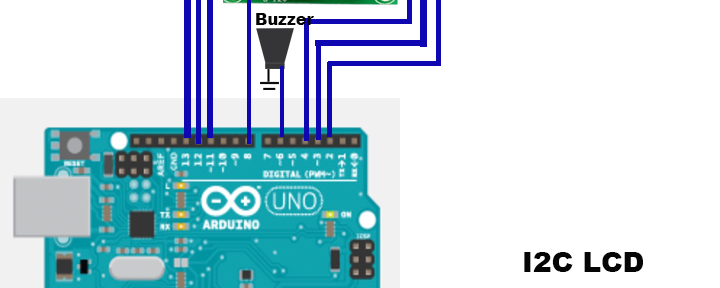 Buzzer
AREF
GND
13
12
~11
~10
~9
8
7
~6
~5
4
~3
2
TX→1
RX←0
RESET
DIGITAL (PWM~)
TX
RX
UNO
ON
ARDUINO
ICSP
I2C LCD